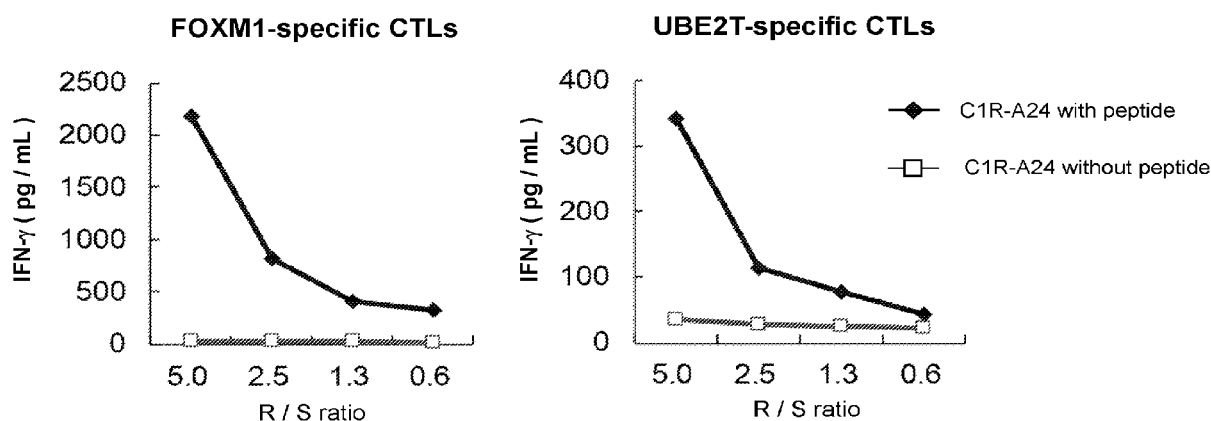 FOXM1-specific CTLs
IFN-γ ( pg / mL )
2500
2000
1500
1000
500
0
5.0 2.5 1.3 0.6
R / S ratio
UBE2T-specific CTLs
IFN-γ ( pg / mL )
400
300
200
100
0
5.0 2.5 1.3 0.6
R / S ratio
C1R-A24 with peptide
C1R-A24 without peptide